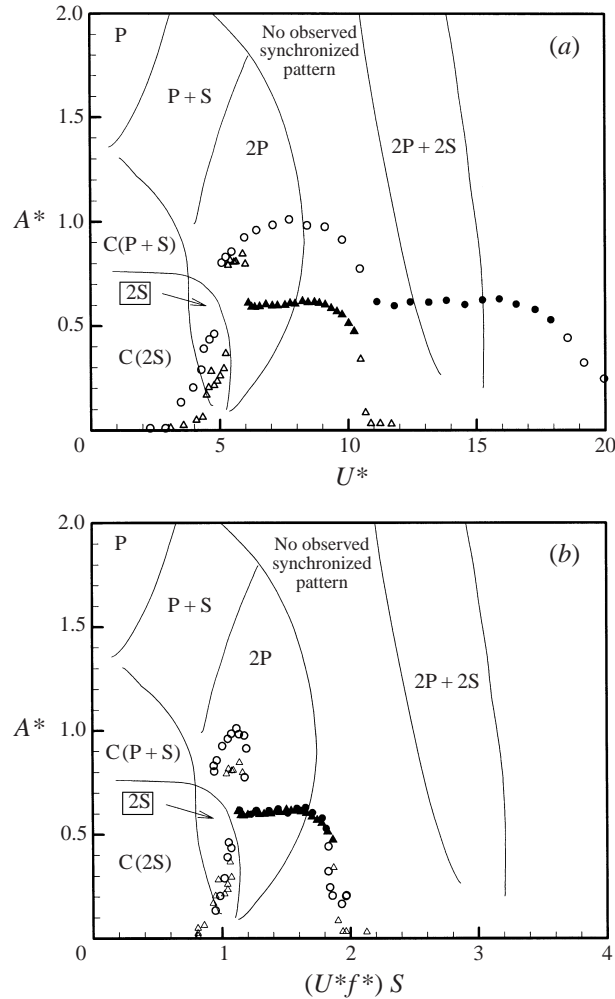 2.0
P
No observed
synchronized
pattern
(a)
P + S
1.5
2P
2P + 2S
A*
1.0
C(P + S)
2S
0.5
C(2S)
0
5
10
15
20
U*
2.0
P
No observed
synchronized
pattern
(b)
P + S
1.5
2P
2P + 2S
A*
1.0
C(P + S)
2S
0.5
C(2S)
0
1
2
3
4
(U*f*) S